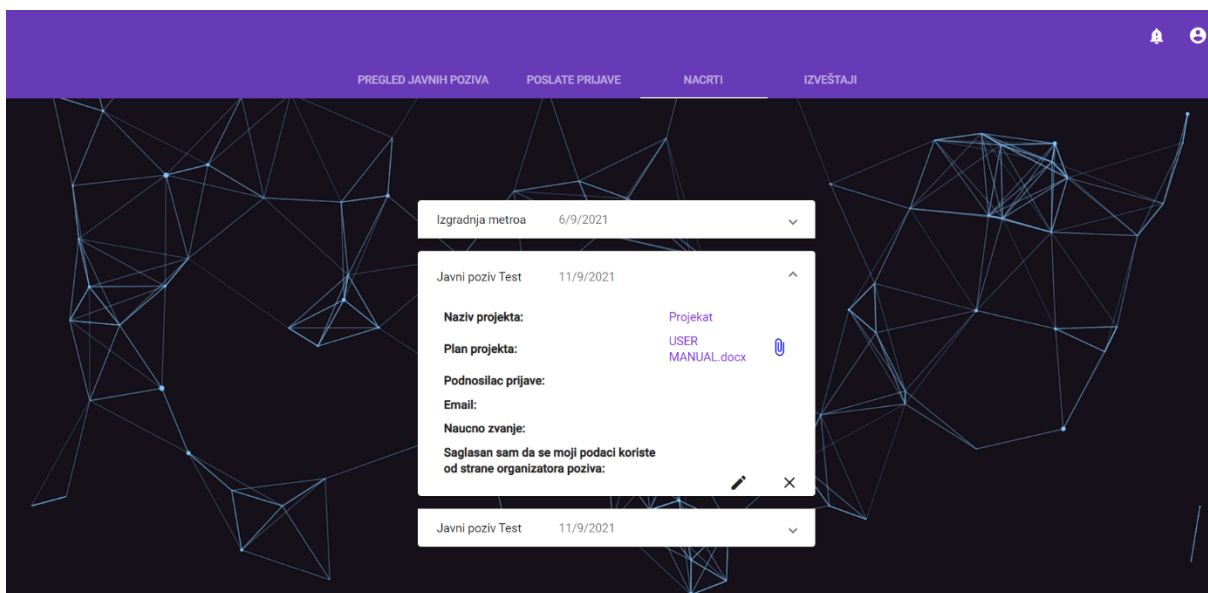 PREGLED JAVNIH POZIVA POSLATE PRIJAVE NACRTI IZVEŠTAJI
Izgradnja metroa 6/9/2021
Javni poziv Test 11/9/2021
Naziv projekta: Projekat
Plan projekta: USER
MANUAL.docx
Podnosilac prijave:
Email:
Naucno zvanje:
Saglasan sam da se moji podaci koriste
od strane organizatora poziva:
Javni poziv Test 11/9/2021